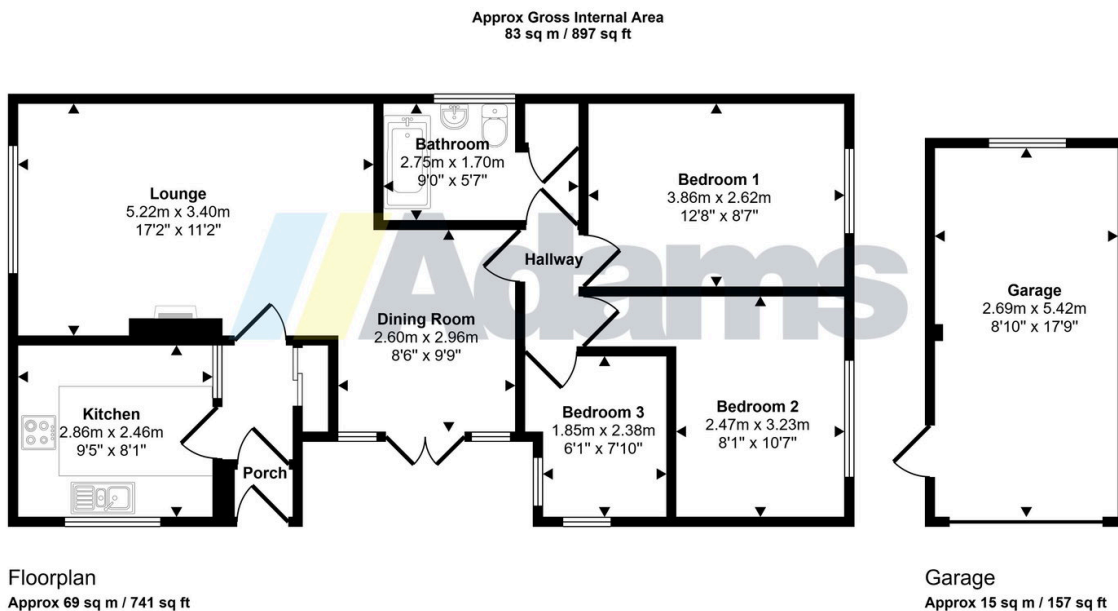 Approx Gross Internal Area
83 sq m / 897 sq ft
Lounge
5.22m x 3.40m
17'2" x 11'2"
Bathroom
2.75m x 1.70m
9'0" x 5'7"
Bedroom 1
3.86m x 2.62m
12'8" x 8'7"
Hallway
Adams
Dining Room
2.60m x 2.96m
8'6" x 9'9"
Garage
2.69m x 5.42m
8'10" x 17'9"
Kitchen
2.86m x 2.46m
9'5" x 8'1"
Porch
Bedroom 3
1.85m x 2.38m
6'1" x 7'10"
Bedroom 2
2.47m x 3.23m
8'1" x 10'7"
Floorplan
Approx 69 sq m / 741 sq ft
Garage
Approx 15 sq m / 157 sq ft